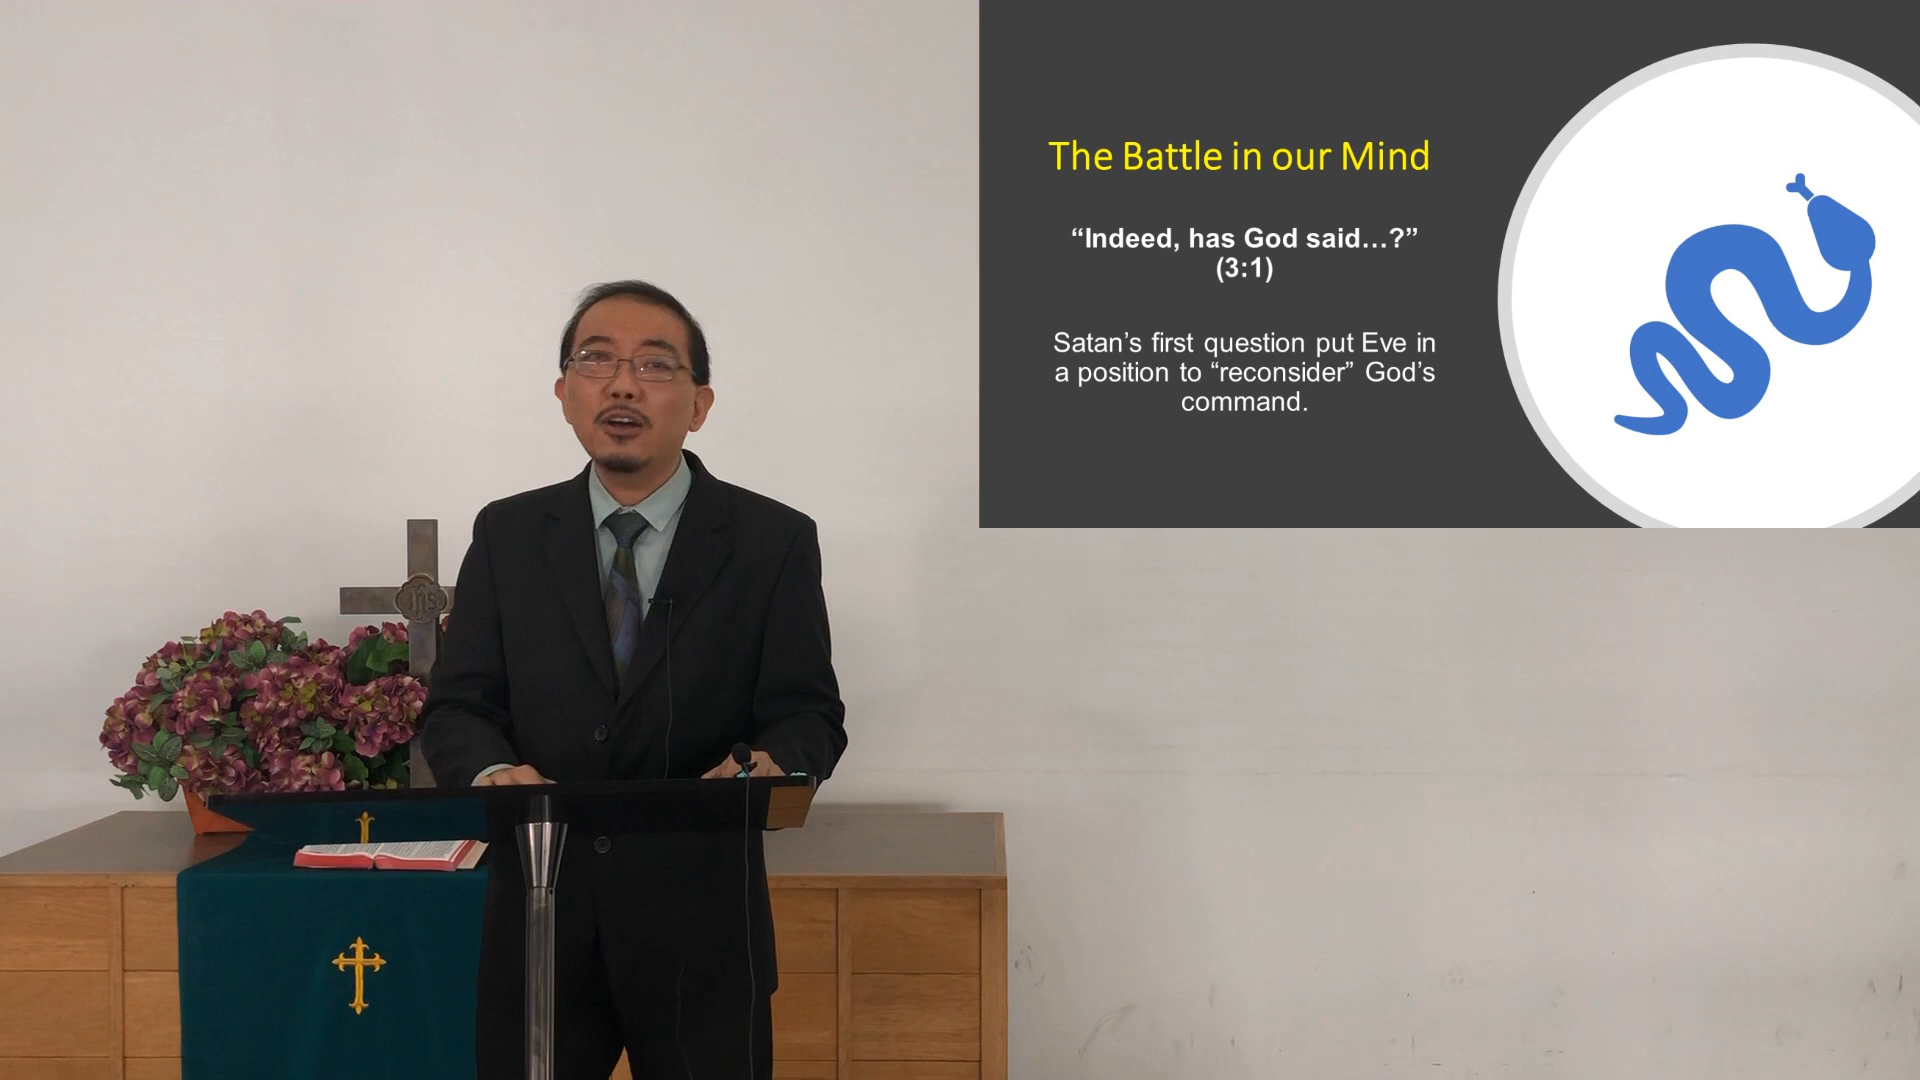 The Battle in our Mind
“Indeed, has God said…?”
(3:1)
Satan’s first question put Eve in
a position to “reconsider” God’s
command.
IHS